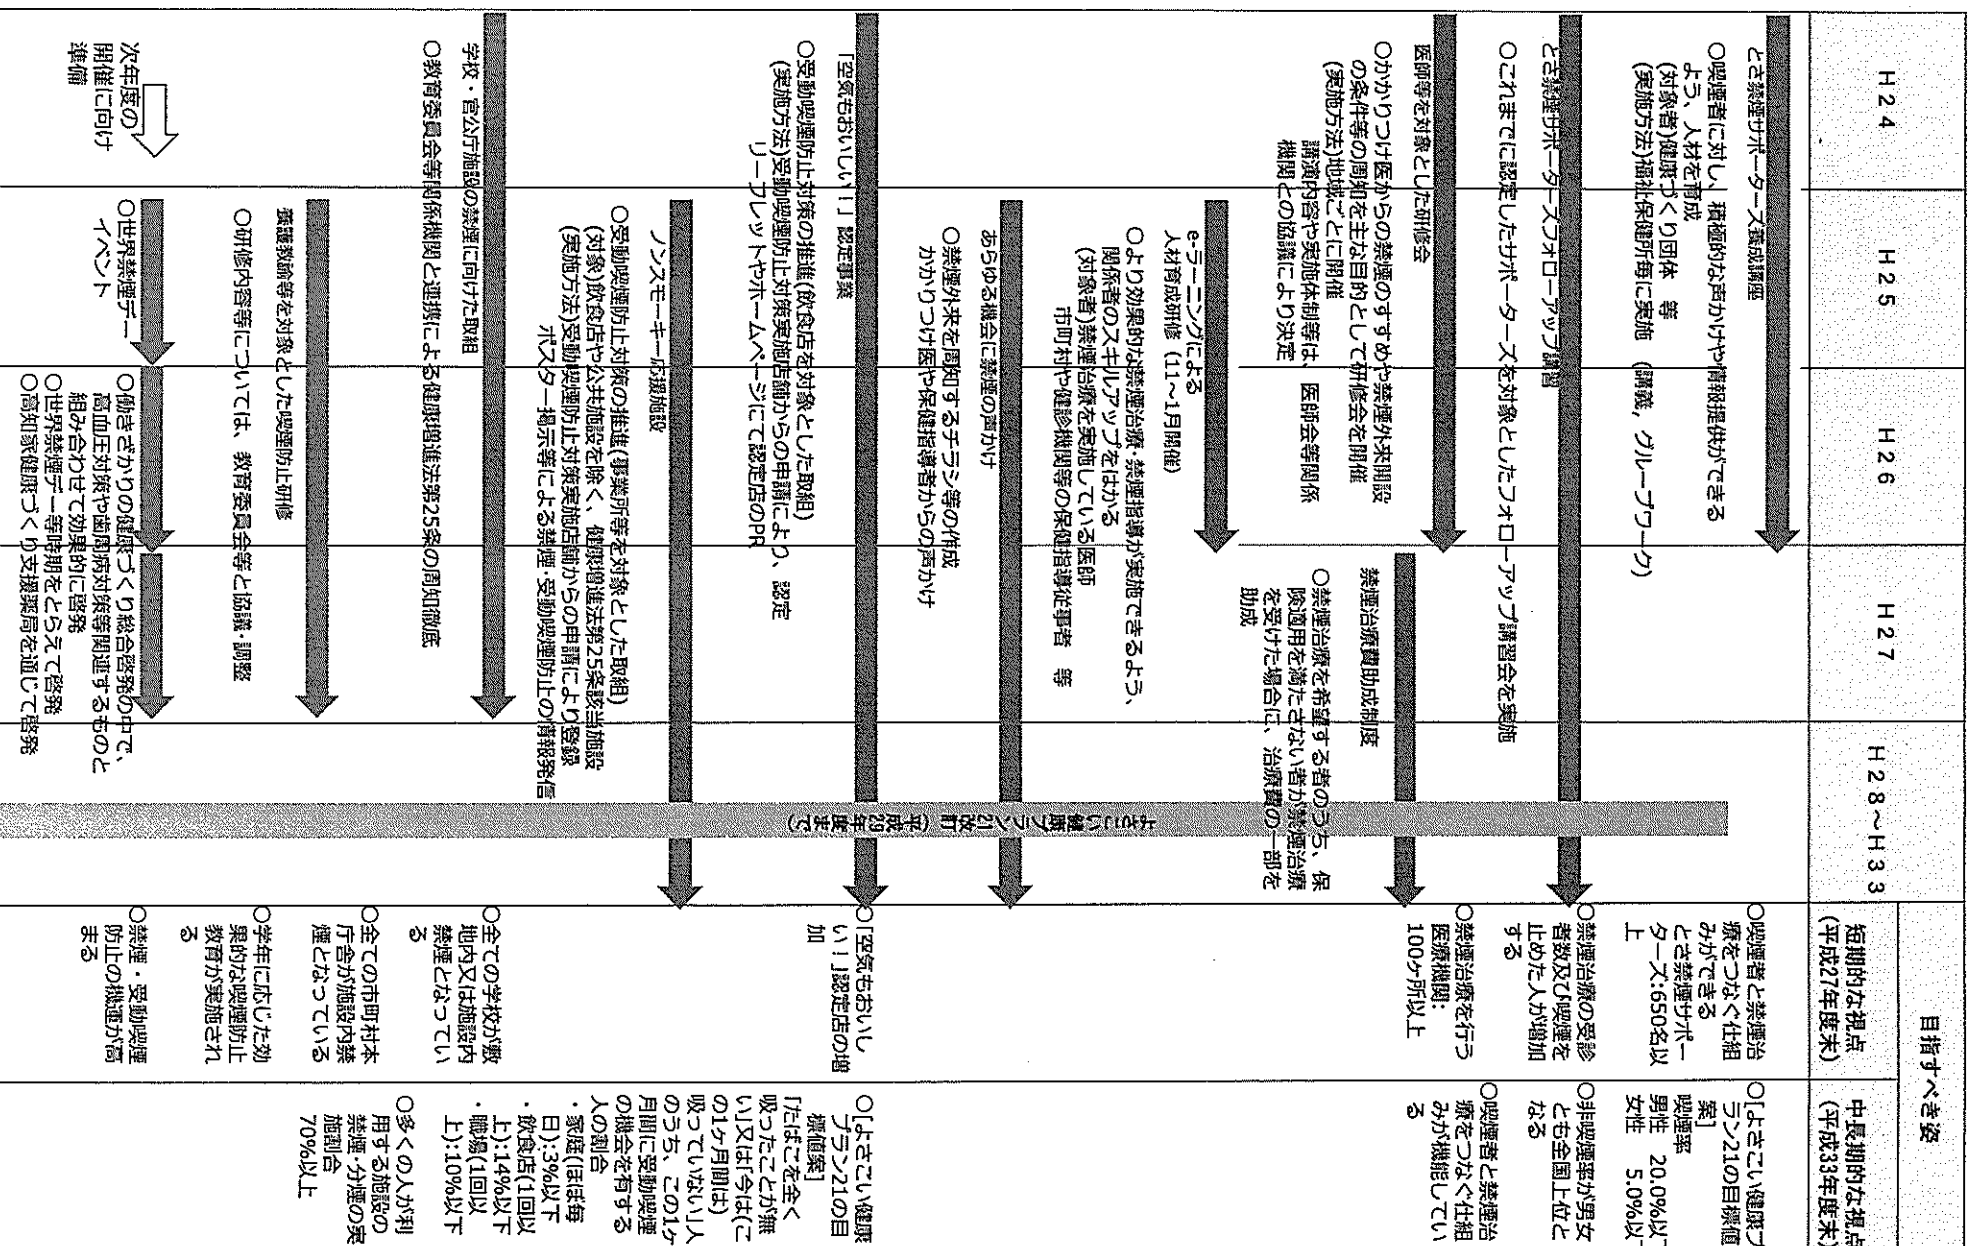 H24
H25
H26
H27
H28～H33
目指すべき姿
短期的な視点
(平成27年度末)
中長期的な視点
(平成33年度末)
とさ禁煙サポーターズ養成講座
○喫煙者に対し、積極的な声かけや情報提供ができる
よう、人材を育成
(対象者)健康づくり団体　等
(実施方法)福祉保健所毎に実施　(講義，グループワーク)
とさ禁煙サポーターズフォローアップ講習
○これまでに認定したサポーターズを対象としたフォローアップ講習会を実施
医師等を対象とした研修会
○かかりつけ医からの禁煙のすすめや禁煙外来開設
の条件等の周知を主な目的として研修会を開催
(実施方法)地域ごとに開催
講演内容や実施体制等は、医師会等関係
機関との協議により決定
禁煙治療費助成制度
○禁煙治療を希望する者のうち、保
険適用を満たさない者が禁煙治療
を受けた場合に、治療費の一部を
助成
e-ラーニングによる
人材育成研修（11～1月開催）
○より効果的な禁煙治療・禁煙指導が実施できるよう、
関係者のスキルアップをはかる
(対象者)禁煙治療を実施している医師
市町村や健診機関等の保健指導従事者　等
あらゆる機会に禁煙の声かけ
○禁煙外来を周知するチラシ等の作成
かかりつけ医や保健指導者からの声かけ
「空気もおいしい！」認定事業
○受動喫煙防止対策の推進(飲食店を対象とした取組)
(実施方法)受動喫煙防止対策実施店舗からの申請により、認定
リーフレットやホームページにて認定店のPR
ノンスモーキー応援施設
○受動喫煙防止対策の推進(事業所等を対象とした取組)
(対象)飲食店や公共施設を除く、健康増進法第25条該当施設
(実施方法)受動喫煙防止対策実施店舗からの申請により登録
ポスター掲示等による禁煙・受動喫煙防止の情報発信
学校・官公庁施設の禁煙に向けた取組
○教育委員会等関係機関と連携による健康増進法第25条の周知徹底
養護教諭等を対象とした喫煙防止研修
○研修内容等については、教育委員会等と協議・調整
次年度の
開催に向け
準備
○世界禁煙デー
イベント
○働きざかりの健康づくり総合啓発の中で、
高血圧対策や歯周病対策等関連するものと
組み合わせて効果的に啓発
○世界禁煙デー等時期をとらえて啓発
○高知家健康づくり支援薬局を通じて啓発
よさこい健康プラン21改訂（平成29年度まで）
○喫煙者と禁煙治
療をつなぐ仕組
みができる
とさ禁煙サポー
ターズ:650名以
上
○禁煙治療の受診
者数及び喫煙を
止めた人が増加
する
○禁煙治療を行う
医療機関:
100ヶ所以上
○「空気もおいし
い！」認定店の増
加
○全ての学校が敷
地内又は施設内
禁煙となってい
る
○全ての市町村本
庁舎が施設内禁
煙となっている
○学年に応じた効
果的な喫煙防止
教育が実施され
る
○禁煙・受動喫煙
防止の機運が高
まる
○[よさこい健康プ
ラン21の目標値
案]
喫煙率
男性　20.0%以下
女性　5.0%以下
○非喫煙率が男女
とも全国上位と
なる
○喫煙者と禁煙治
療をつなぐ仕組
みが機能してい
る
○[よさこい健康
プラン21の目
標値案]
「たばこを全く
吸ったことが無
い」又は「今は(こ
の1ヶ月間は)
吸っていない」人
のうち、この1ヶ
月間に受動喫煙
の機会を有する
人の割合
・家庭(ほぼ毎
日):3%以下
・飲食店(1回以
上):14%以下
・職場(1回以
上):10%以下
○多くの人が利
用する施設の
禁煙・分煙の実
施割合
70%以上